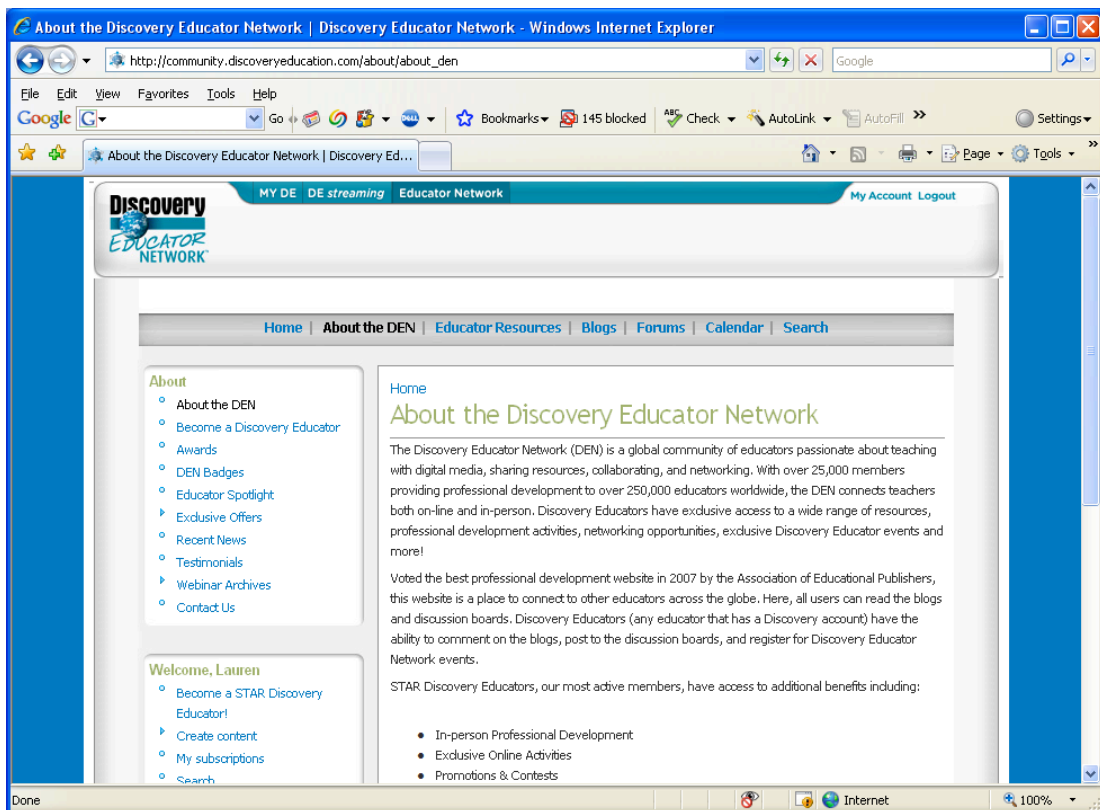 About the Discovery Educator Network | Discovery Educator Network - Windows Internet Explorer
http://community.discoveryeducation.com/about/about_den
Google
File Edit View Favorites Tools Help
Google G Go Bookmarks 145 blocked ABC Check AutoLink AutoFill » Settings
About the Discovery Educator Network | Discovery Ed... Page Tools »
MY DE DE streaming Educator Network My Account Logout
Discovery
EDUCATOR
NETWORK
Home | About the DEN | Educator Resources | Blogs | Forums | Calendar | Search
About
About the DEN
Become a Discovery Educator
Awards
DEN Badges
Educator Spotlight
Exclusive Offers
Recent News
Testimonials
Webinar Archives
Contact Us
Welcome, Lauren
Become a STAR Discovery
Educator!
Create content
My subscriptions
Search
Home
About the Discovery Educator Network
The Discovery Educator Network (DEN) is a global community of educators passionate about teaching
with digital media, sharing resources, collaborating, and networking. With over 25,000 members
providing professional development to over 250,000 educators worldwide, the DEN connects teachers
both on-line and in-person. Discovery Educators have exclusive access to a wide range of resources,
professional development activities, networking opportunities, exclusive Discovery Educator events and
more!
Voted the best professional development website in 2007 by the Association of Educational Publishers,
this website is a place to connect to other educators across the globe. Here, all users can read the blogs
and discussion boards. Discovery Educators (any educator that has a Discovery account) have the
ability to comment on the blogs, post to the discussion boards, and register for Discovery Educator
Network events.
STAR Discovery Educators, our most active members, have access to additional benefits including:
• In-person Professional Development
• Exclusive Online Activities
• Promotions & Contests
Done Internet 100%